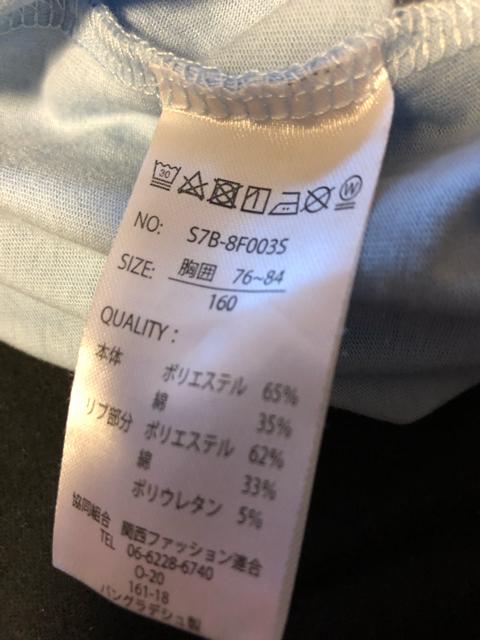 30
W
NO: S7B-8F003S
SIZE: 胸囲 76~84
160
QUALITY:
本体 ポリエステル 65%
綿 35%
リブ部分 ポリエステル 62%
綿 33%
ポリウレタン 5%
協同組合 関西ファッション連合
TEL 06-6228-6740
O-20
161-18
バングラデシュ製